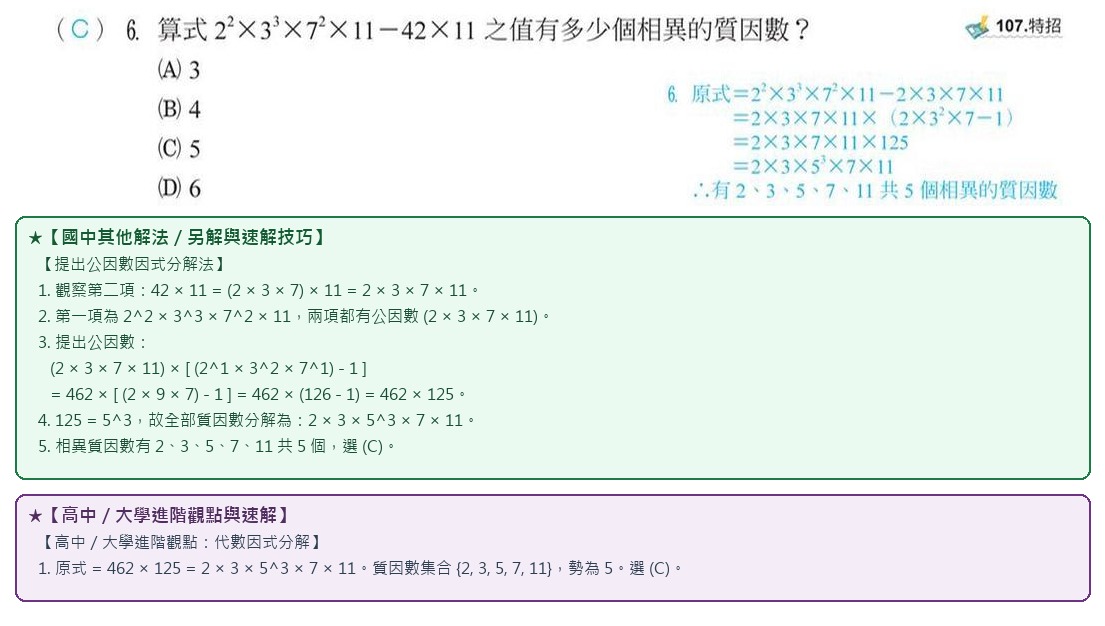 （C）6. 算式 2²×3³×7²×11－42×11 之值有多少個相異的質因數？ 107.特招
(A) 3
(B) 4
(C) 5
(D) 6
6. 原式＝2²×3³×7²×11－2×3×7×11
＝2×3×7×11×（2×3²×7－1）
＝2×3×7×11×125
＝2×3×5³×7×11
∴有 2、3、5、7、11 共 5 個相異的質因數
★【國中其他解法 / 另解與速解技巧】
【提出公因數因式分解法】
1. 觀察第二項：42 × 11 = (2 × 3 × 7) × 11 = 2 × 3 × 7 × 11。
2. 第一項為 2^2 × 3^3 × 7^2 × 11，兩項都有公因數 (2 × 3 × 7 × 11)。
3. 提出公因數：
(2 × 3 × 7 × 11) × [ (2^1 × 3^2 × 7^1) - 1 ]
= 462 × [ (2 × 9 × 7) - 1 ] = 462 × (126 - 1) = 462 × 125。
4. 125 = 5^3，故全部質因數分解為：2 × 3 × 5^3 × 7 × 11。
5. 相異質因數有 2、3、5、7、11 共 5 個，選 (C)。
★【高中 / 大學進階觀點與速解】
【高中 / 大學進階觀點：代數因式分解】
1. 原式 = 462 × 125 = 2 × 3 × 5^3 × 7 × 11。質因數集合 {2, 3, 5, 7, 11}，勢為 5。選 (C)。